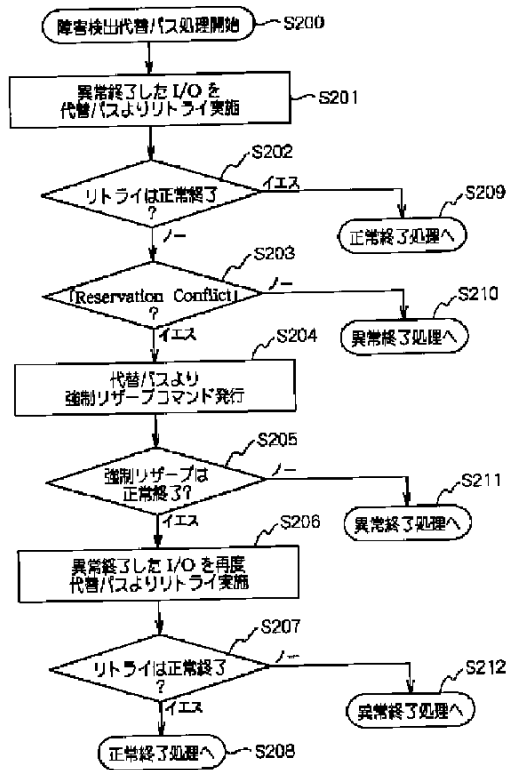 障害検出代替パス処理開始
S200
異常終了した I/O を
代替パスよりリトライ実施
S201
S202
リトライは正常終了
?
イエス
S209
正常終了処理へ
ノー
S203
「Reservation Conflict」
?
ノー
S210
異常終了処理へ
イエス
S204
代替パスより
強制リザーブコマンド発行
S205
強制リザーブは
正常終了?
ノー
S211
異常終了処理へ
イエス
S206
異常終了した I/O を再度
代替パスよりリトライ実施
S207
リトライは正常終了
?
ノー
S212
異常終了処理へ
イエス
正常終了処理へ
S208